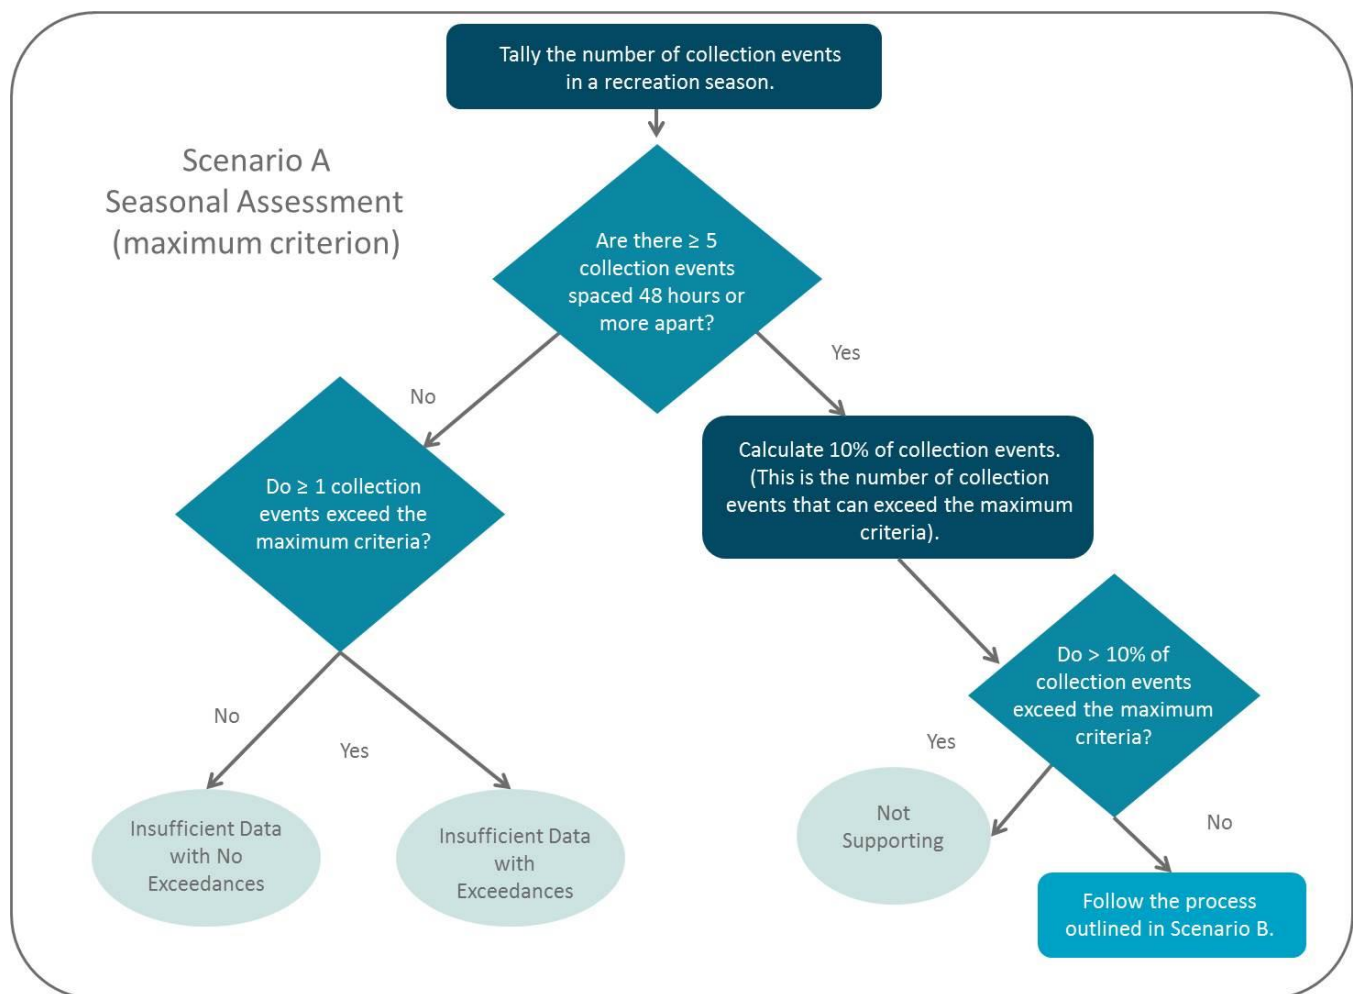 Tally the number of collection events
in a recreation season.
Scenario A
Seasonal Assessment
(maximum criterion)
Are there ≥ 5
collection events
spaced 48 hours or
more apart?
No
Yes
Do ≥ 1 collection
events exceed the
maximum criteria?
Calculate 10% of collection events.
(This is the number of collection
events that can exceed the maximum
criteria).
No
Yes
Do > 10% of
collection events
exceed the maximum
criteria?
Yes
No
Insufficient Data
with No
Exceedances
Insufficient Data
with
Exceedances
Not
Supporting
Follow the process
outlined in Scenario B.